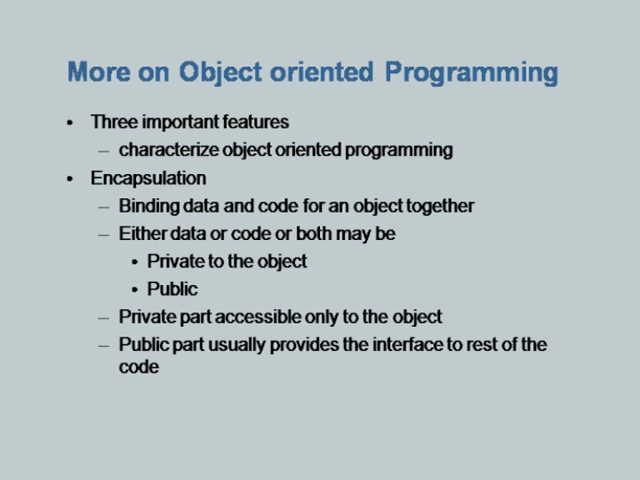 More on Object oriented Programming
• Three important features
– characterize object oriented programming
• Encapsulation
– Binding data and code for an object together
– Either data or code or both may be
• Private to the object
• Public
– Private part accessible only to the object
– Public part usually provides the interface to rest of the
code